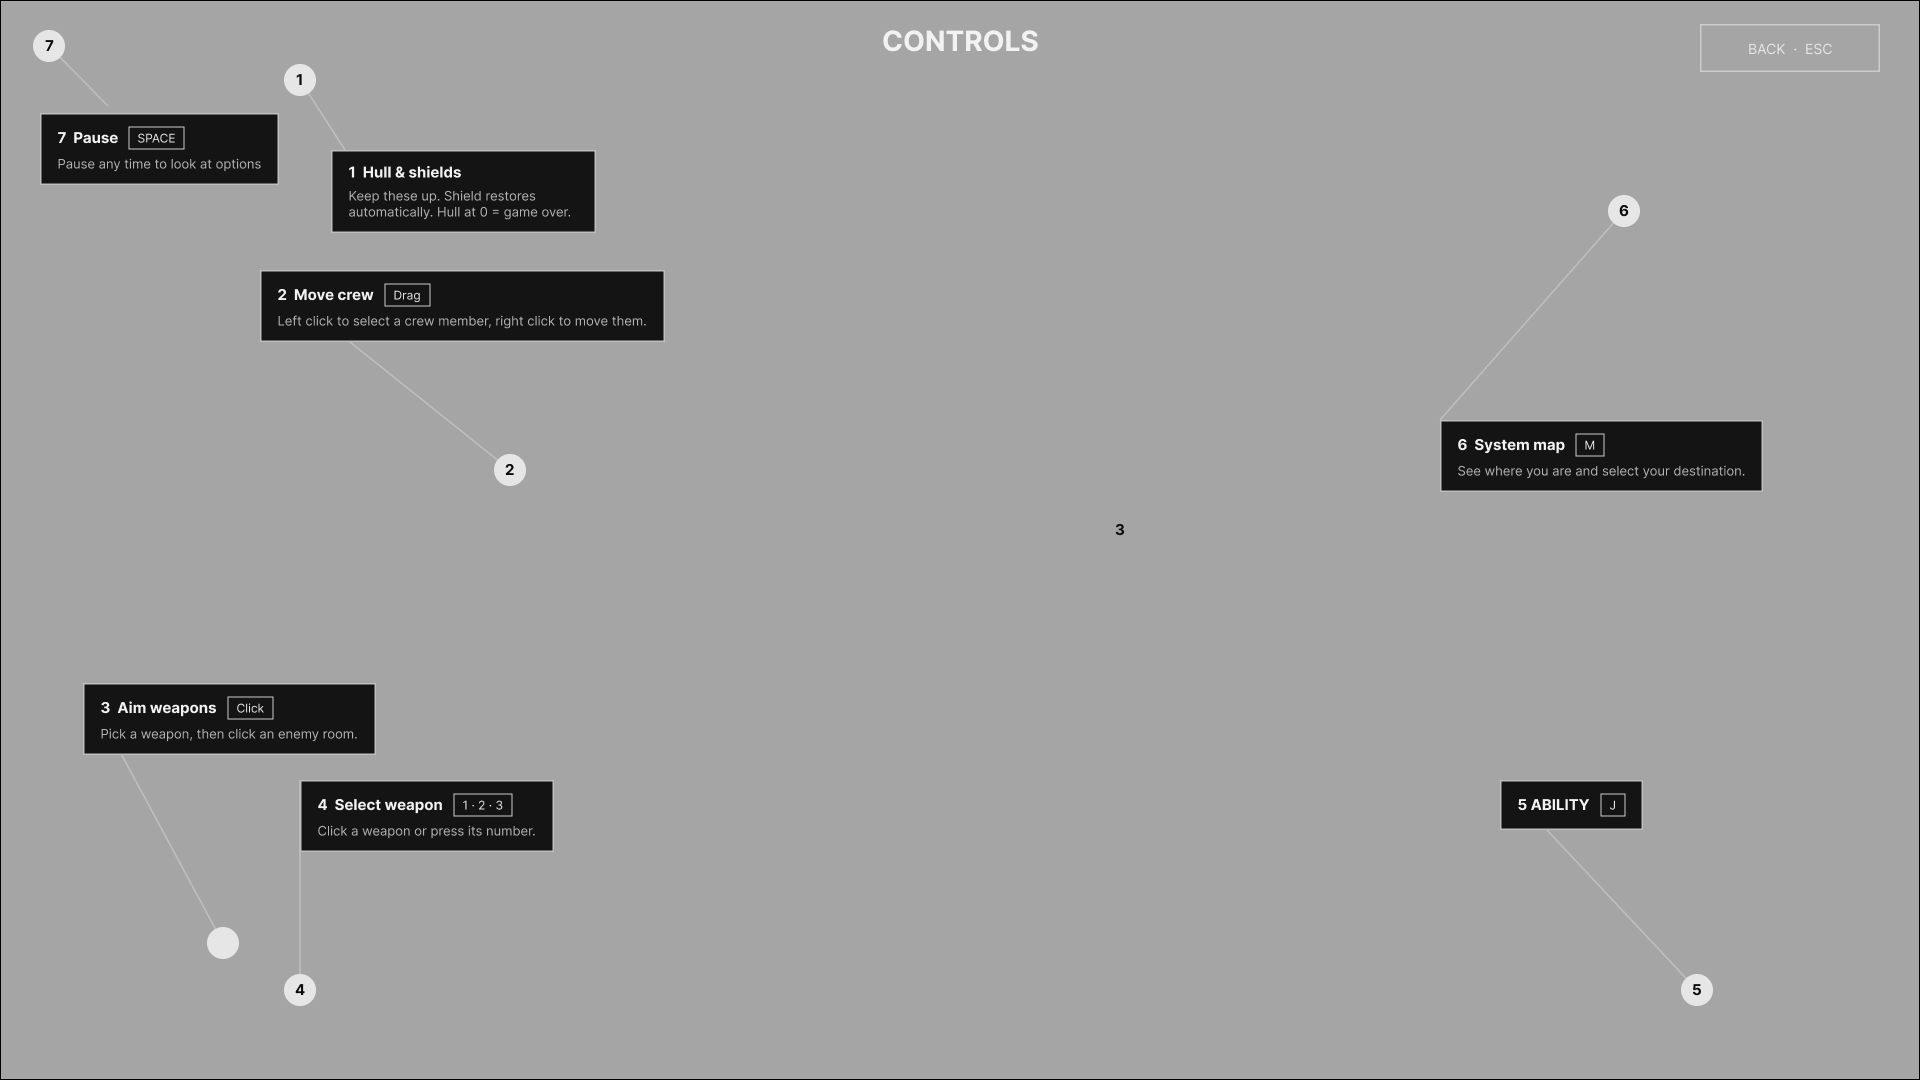 CONTROLS
BACK · ESC
7
1
7 Pause SPACE
Pause any time to look at options
1 Hull & shields
Keep these up. Shield restores
automatically. Hull at 0 = game over.
6
2 Move crew Drag
Left click to select a crew member, right click to move them.
2
6 System map M
See where you are and select your destination.
3
3 Aim weapons Click
Pick a weapon, then click an enemy room.
4 Select weapon 1 · 2 · 3
Click a weapon or press its number.
5 ABILITY J
4
5